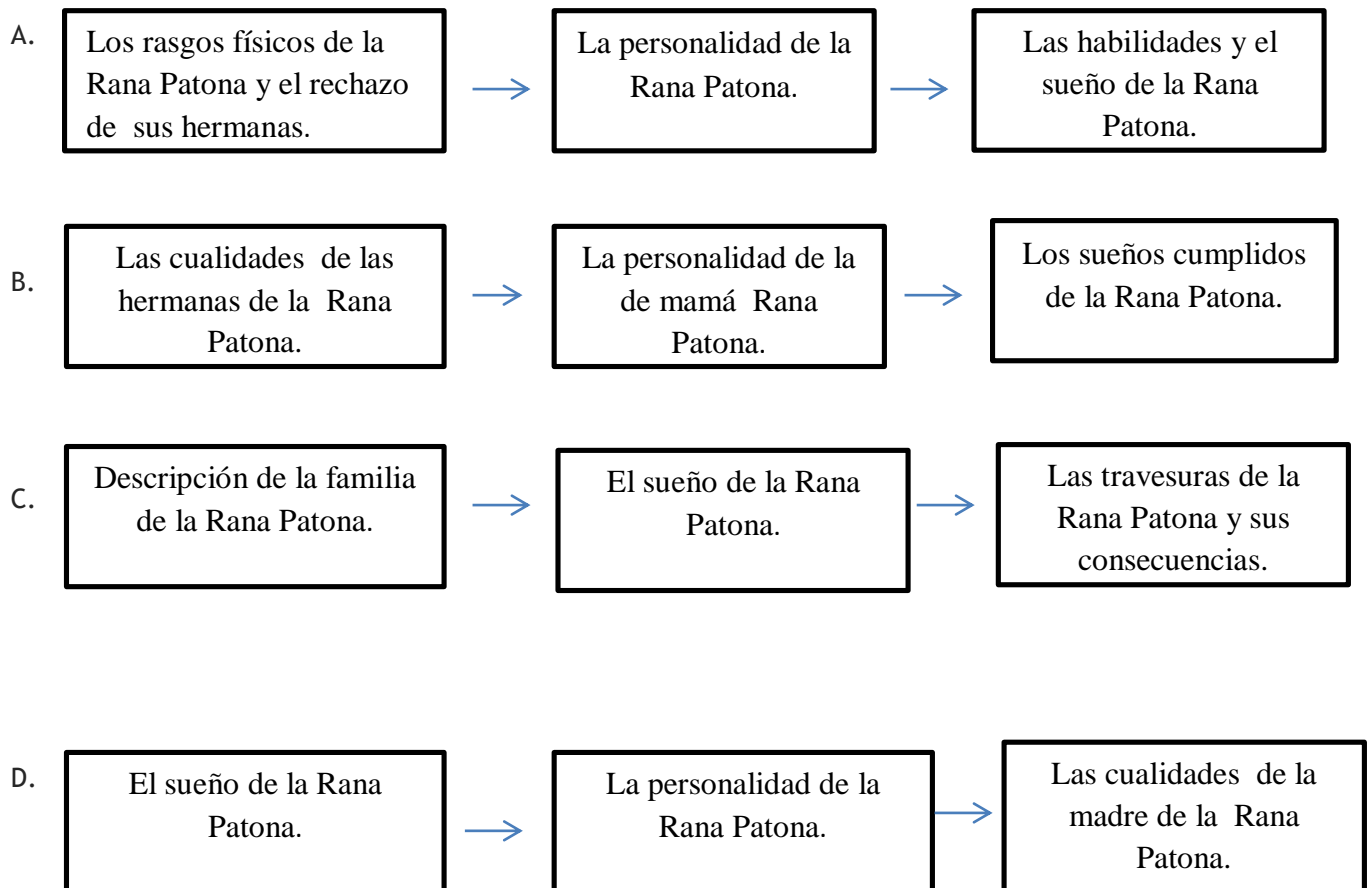 A.
Los rasgos físicos de la
Rana Patona y el rechazo
de sus hermanas.
La personalidad de la
Rana Patona.
Las habilidades y el
sueño de la Rana
Patona.
B.
Las cualidades de las
hermanas de la Rana
Patona.
La personalidad de la
de mamá Rana
Patona.
Los sueños cumplidos
de la Rana Patona.
C.
Descripción de la familia
de la Rana Patona.
El sueño de la Rana
Patona.
Las travesuras de la
Rana Patona y sus
consecuencias.
D.
El sueño de la Rana
Patona.
La personalidad de la
Rana Patona.
Las cualidades de la
madre de la Rana
Patona.